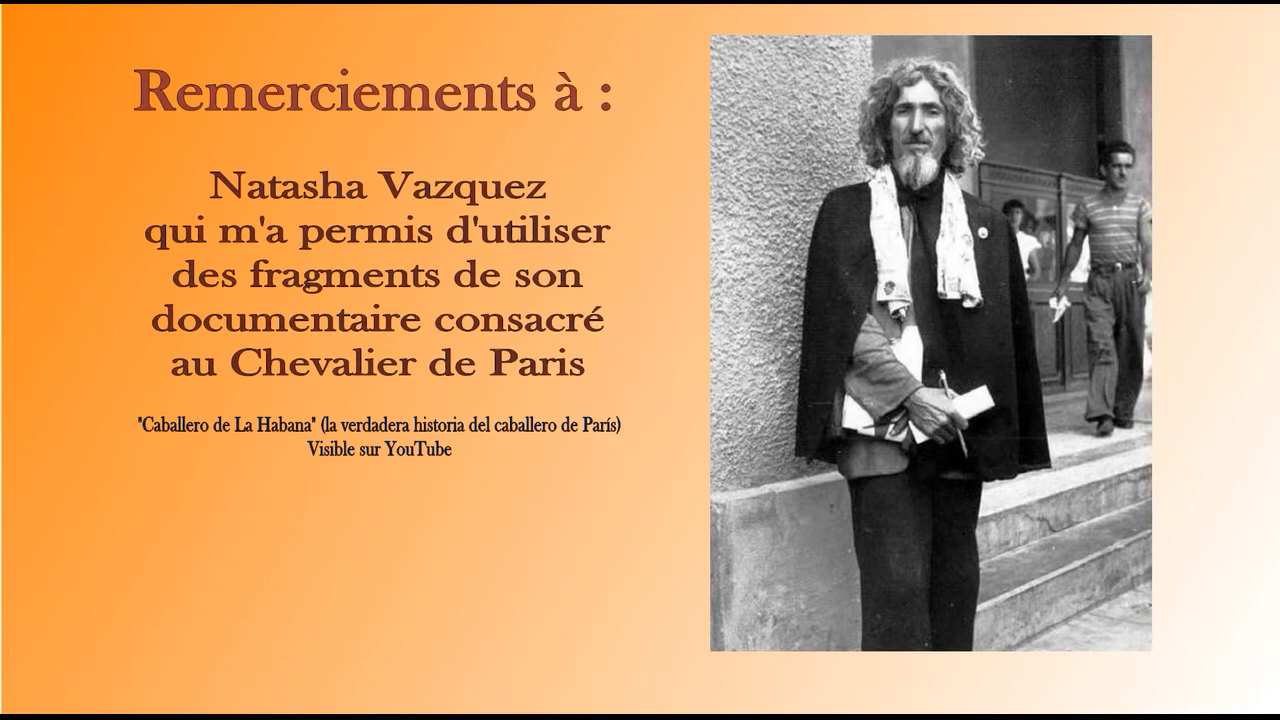 Remerciements à :
Natasha Vazquez
qui m'a permis d'utiliser
des fragments de son
documentaire consacré
au Chevalier de Paris
"Caballero de La Habana" (la verdadera historia del caballero de París)
Visible sur YouTube